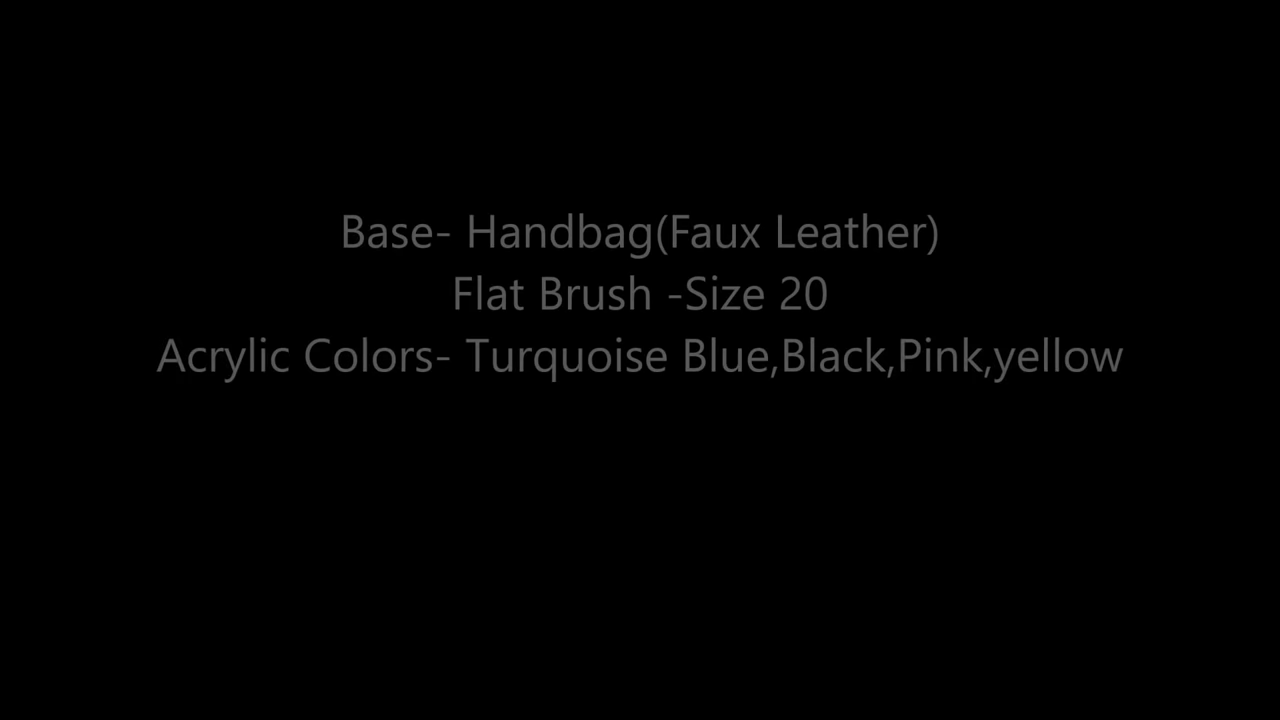 Base- Handbag(Faux Leather)
Flat Brush -Size 20
Acrylic Colors- Turquoise Blue,Black,Pink,yellow